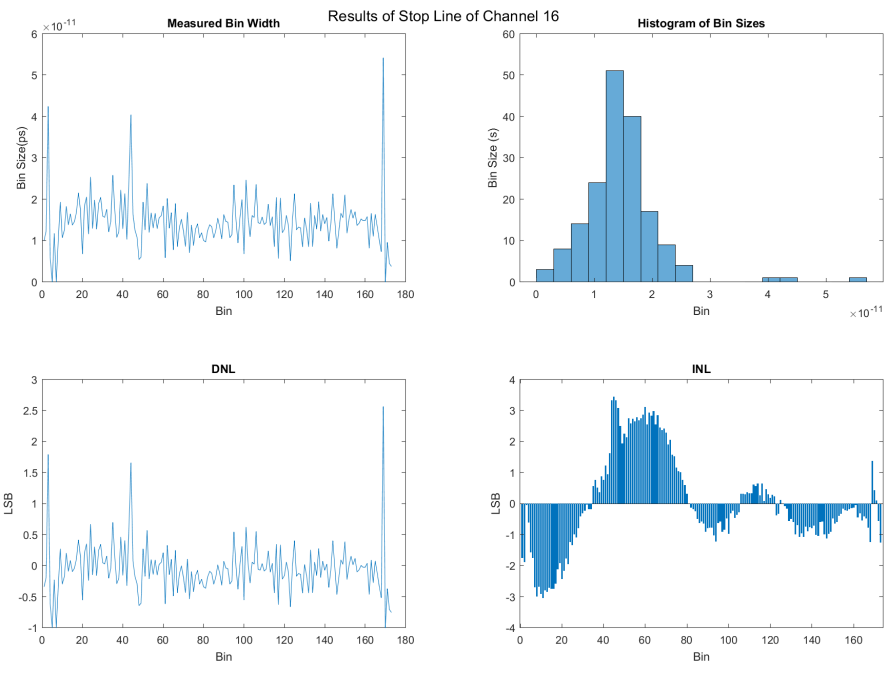 Results of Stop Line of Channel 16
Measured Bin Width
×10-11
6
5
4
3
2
1
0
Bin Size(ps)
0 20 40 60 80 100 120 140 160 180
Bin
Histogram of Bin Sizes
60
50
40
30
20
10
0
Bin Size (s)
0 1 2 3 4 5
Bin
×10-11
DNL
3
2.5
2
1.5
1
0.5
0
-0.5
-1
LSB
0 20 40 60 80 100 120 140 160 180
Bin
INL
4
3
2
1
0
-1
-2
-3
-4
LSB
0 20 40 60 80 100 120 140 160
Bin